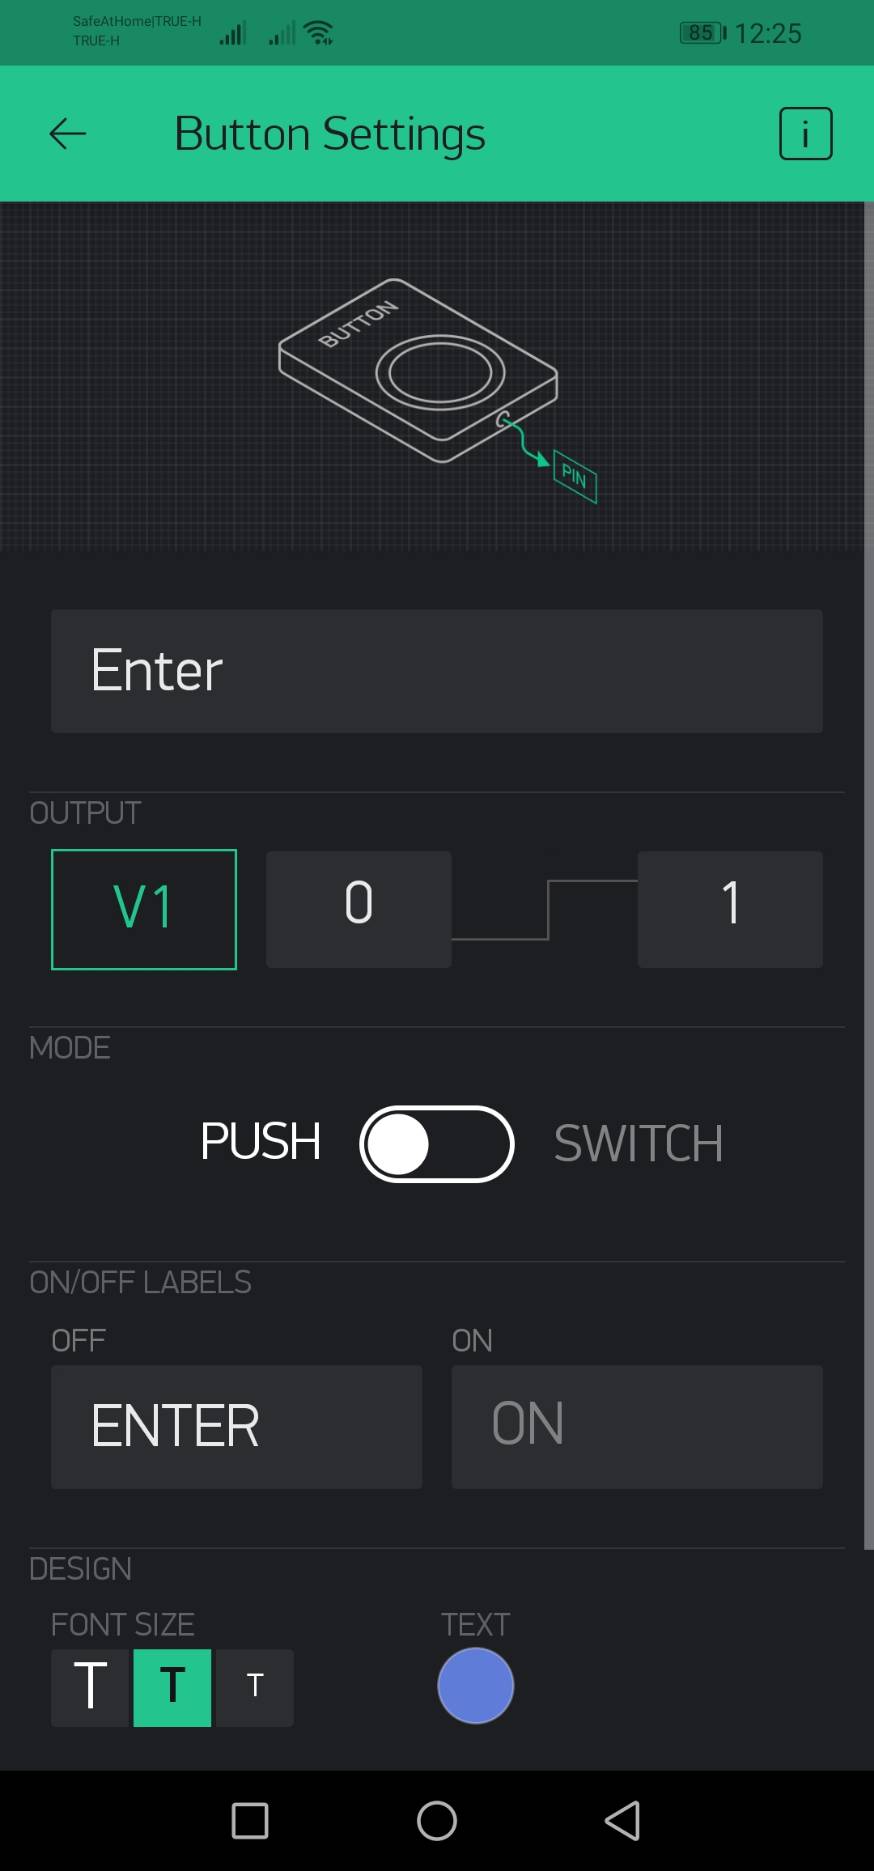 SafeAtHome|TRUE-H
TRUE-H
85 12:25
Button Settings
i
BUTTON
PIN
Enter
OUTPUT
V1 0 1
MODE
PUSH SWITCH
ON/OFF LABELS
OFF ON
ENTER ON
DESIGN
FONT SIZE TEXT
T T T